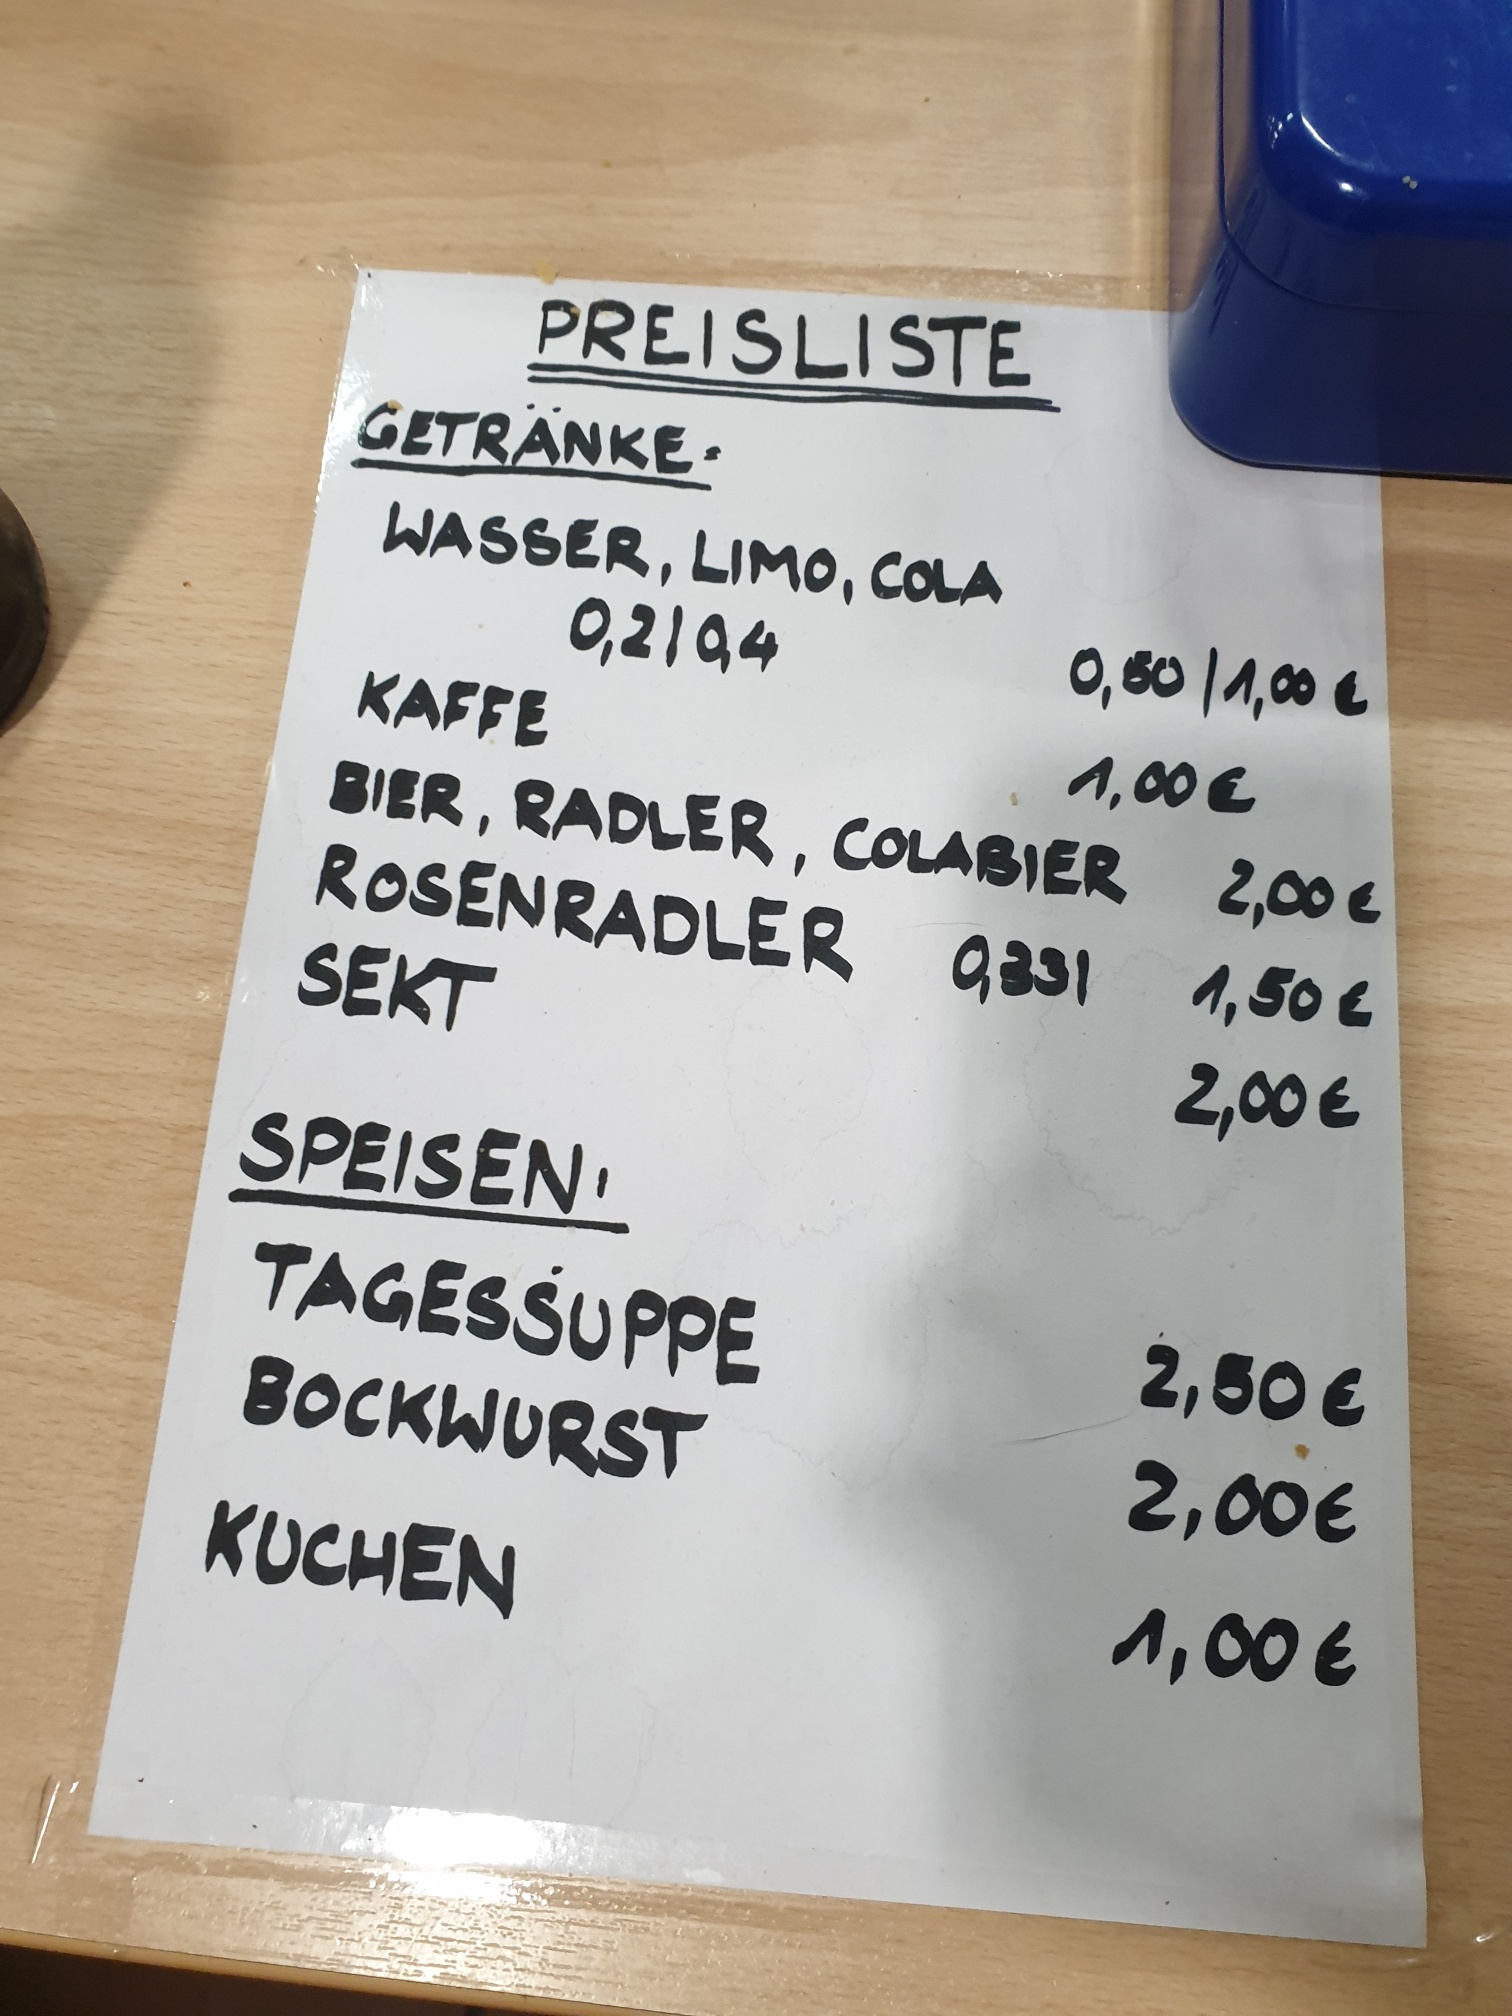 PREISLISTE
GETRÄNKE:
WASSER, LIMO, COLA
0,2|0,4 0,50|1,00€
KAFFE 1,00€
BIER, RADLER, COLABIER 2,00€
ROSENRADLER 0,33l 1,50€
SEKT 2,00€
SPEISEN:
TAGESSUPPE 2,50€
BOCKWURST 2,00€
KUCHEN 1,00€